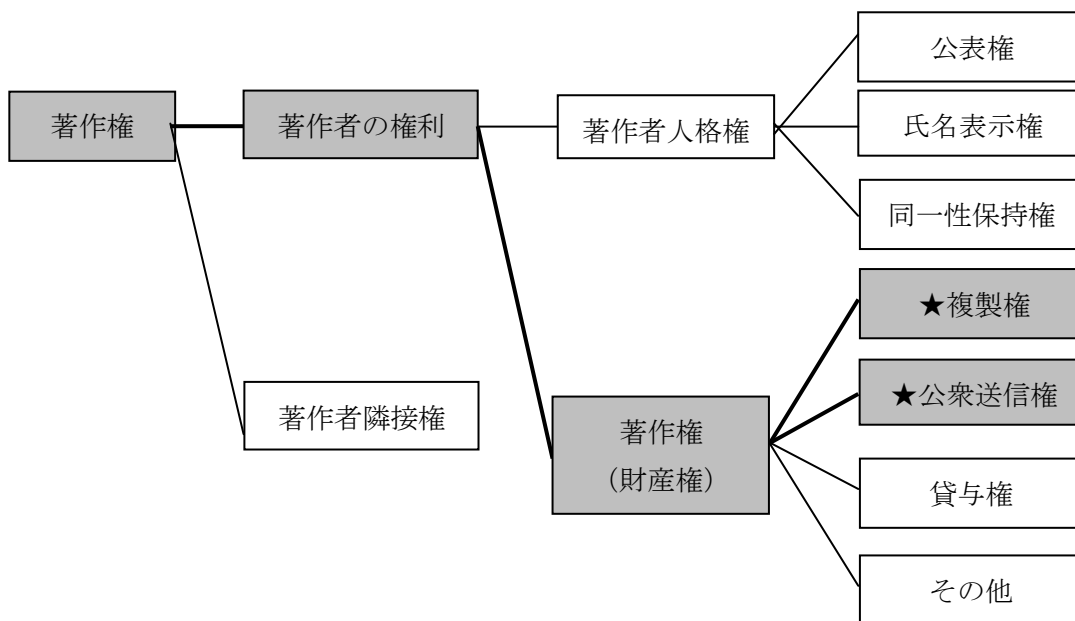 著作権
著作者の権利
著作者人格権
公表権
氏名表示権
同一性保持権
著作者隣接権
著作権
(財産権)
★複製権
★公衆送信権
貸与権
その他